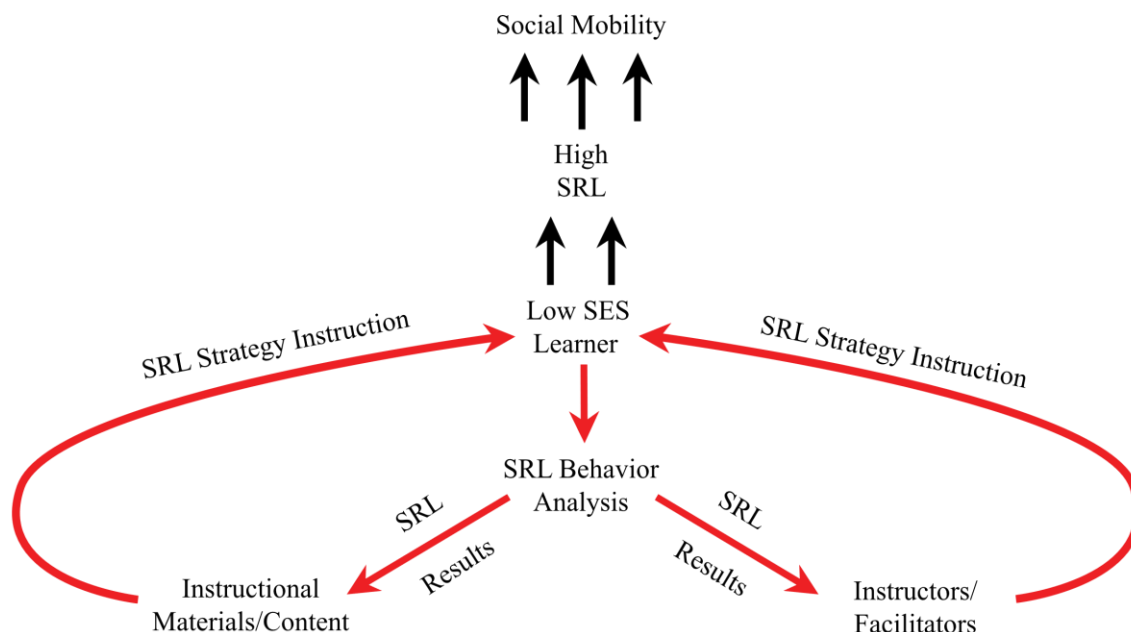 Social Mobility
High
SRL
Low SES
Learner
SRL Strategy Instruction
SRL Strategy Instruction
SRL Behavior
Analysis
SRL
Results
SRL
Results
Instructional
Materials/Content
Instructors/
Facilitators